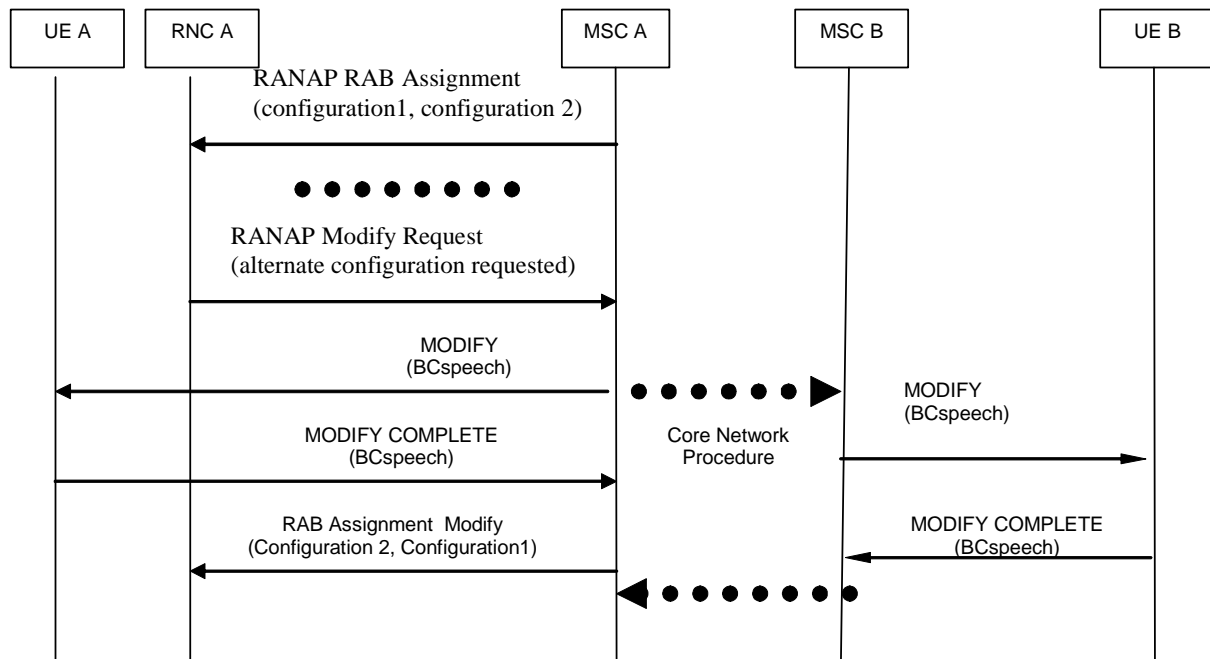 UE A
RNC A
MSC A
MSC B
UE B
RANAP RAB Assignment
(configuration1, configuration 2)
RANAP Modify Request
(alternate configuration requested)
MODIFY
(BCspeech)
MODIFY
(BCspeech)
MODIFY COMPLETE
(BCspeech)
Core Network
Procedure
RAB Assignment Modify
(Configuration 2, Configuration1)
MODIFY COMPLETE
(BCspeech)